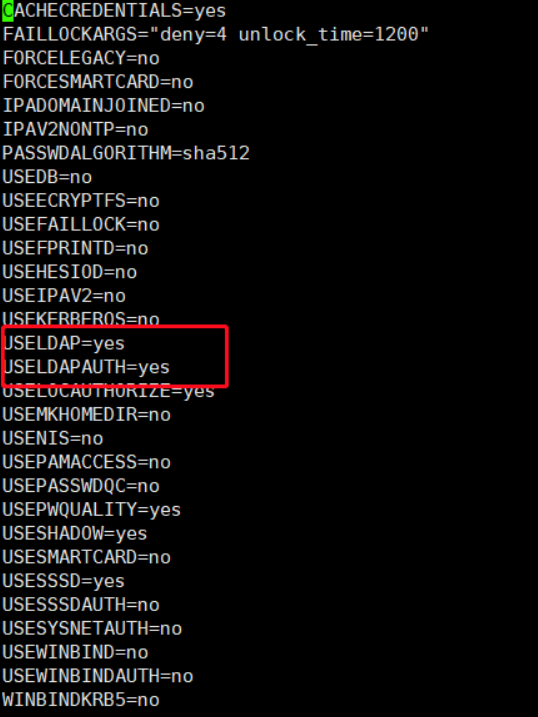 CACHECREDENTIALS=yes
FAILLOCKARGS="deny=4 unlock_time=1200"
FORCELEGACY=no
FORCESMARTCARD=no
IPADOMAINJOINED=no
IPAV2NONTP=no
PASSWDALGORITHM=sha512
USEDB=no
USEECRYPTFS=no
USEFAILLOCK=no
USEFPRINTD=no
USEHESIOD=no
USEIPAV2=no
USEKERBEROS=no
USELDAP=yes
USELDAPAUTH=yes
USELOCAUTHORIZE=yes
USEMKHOMEDIR=no
USENIS=no
USEPAMACCESS=no
USEPASSWDQC=no
USEPWQUALITY=yes
USESHADOW=yes
USESMARTCARD=no
USESSSD=yes
USESSSDAUTH=no
USESYSNETAUTH=no
USEWINBIND=no
USEWINBINDAUTH=no
WINBINDKRB5=no